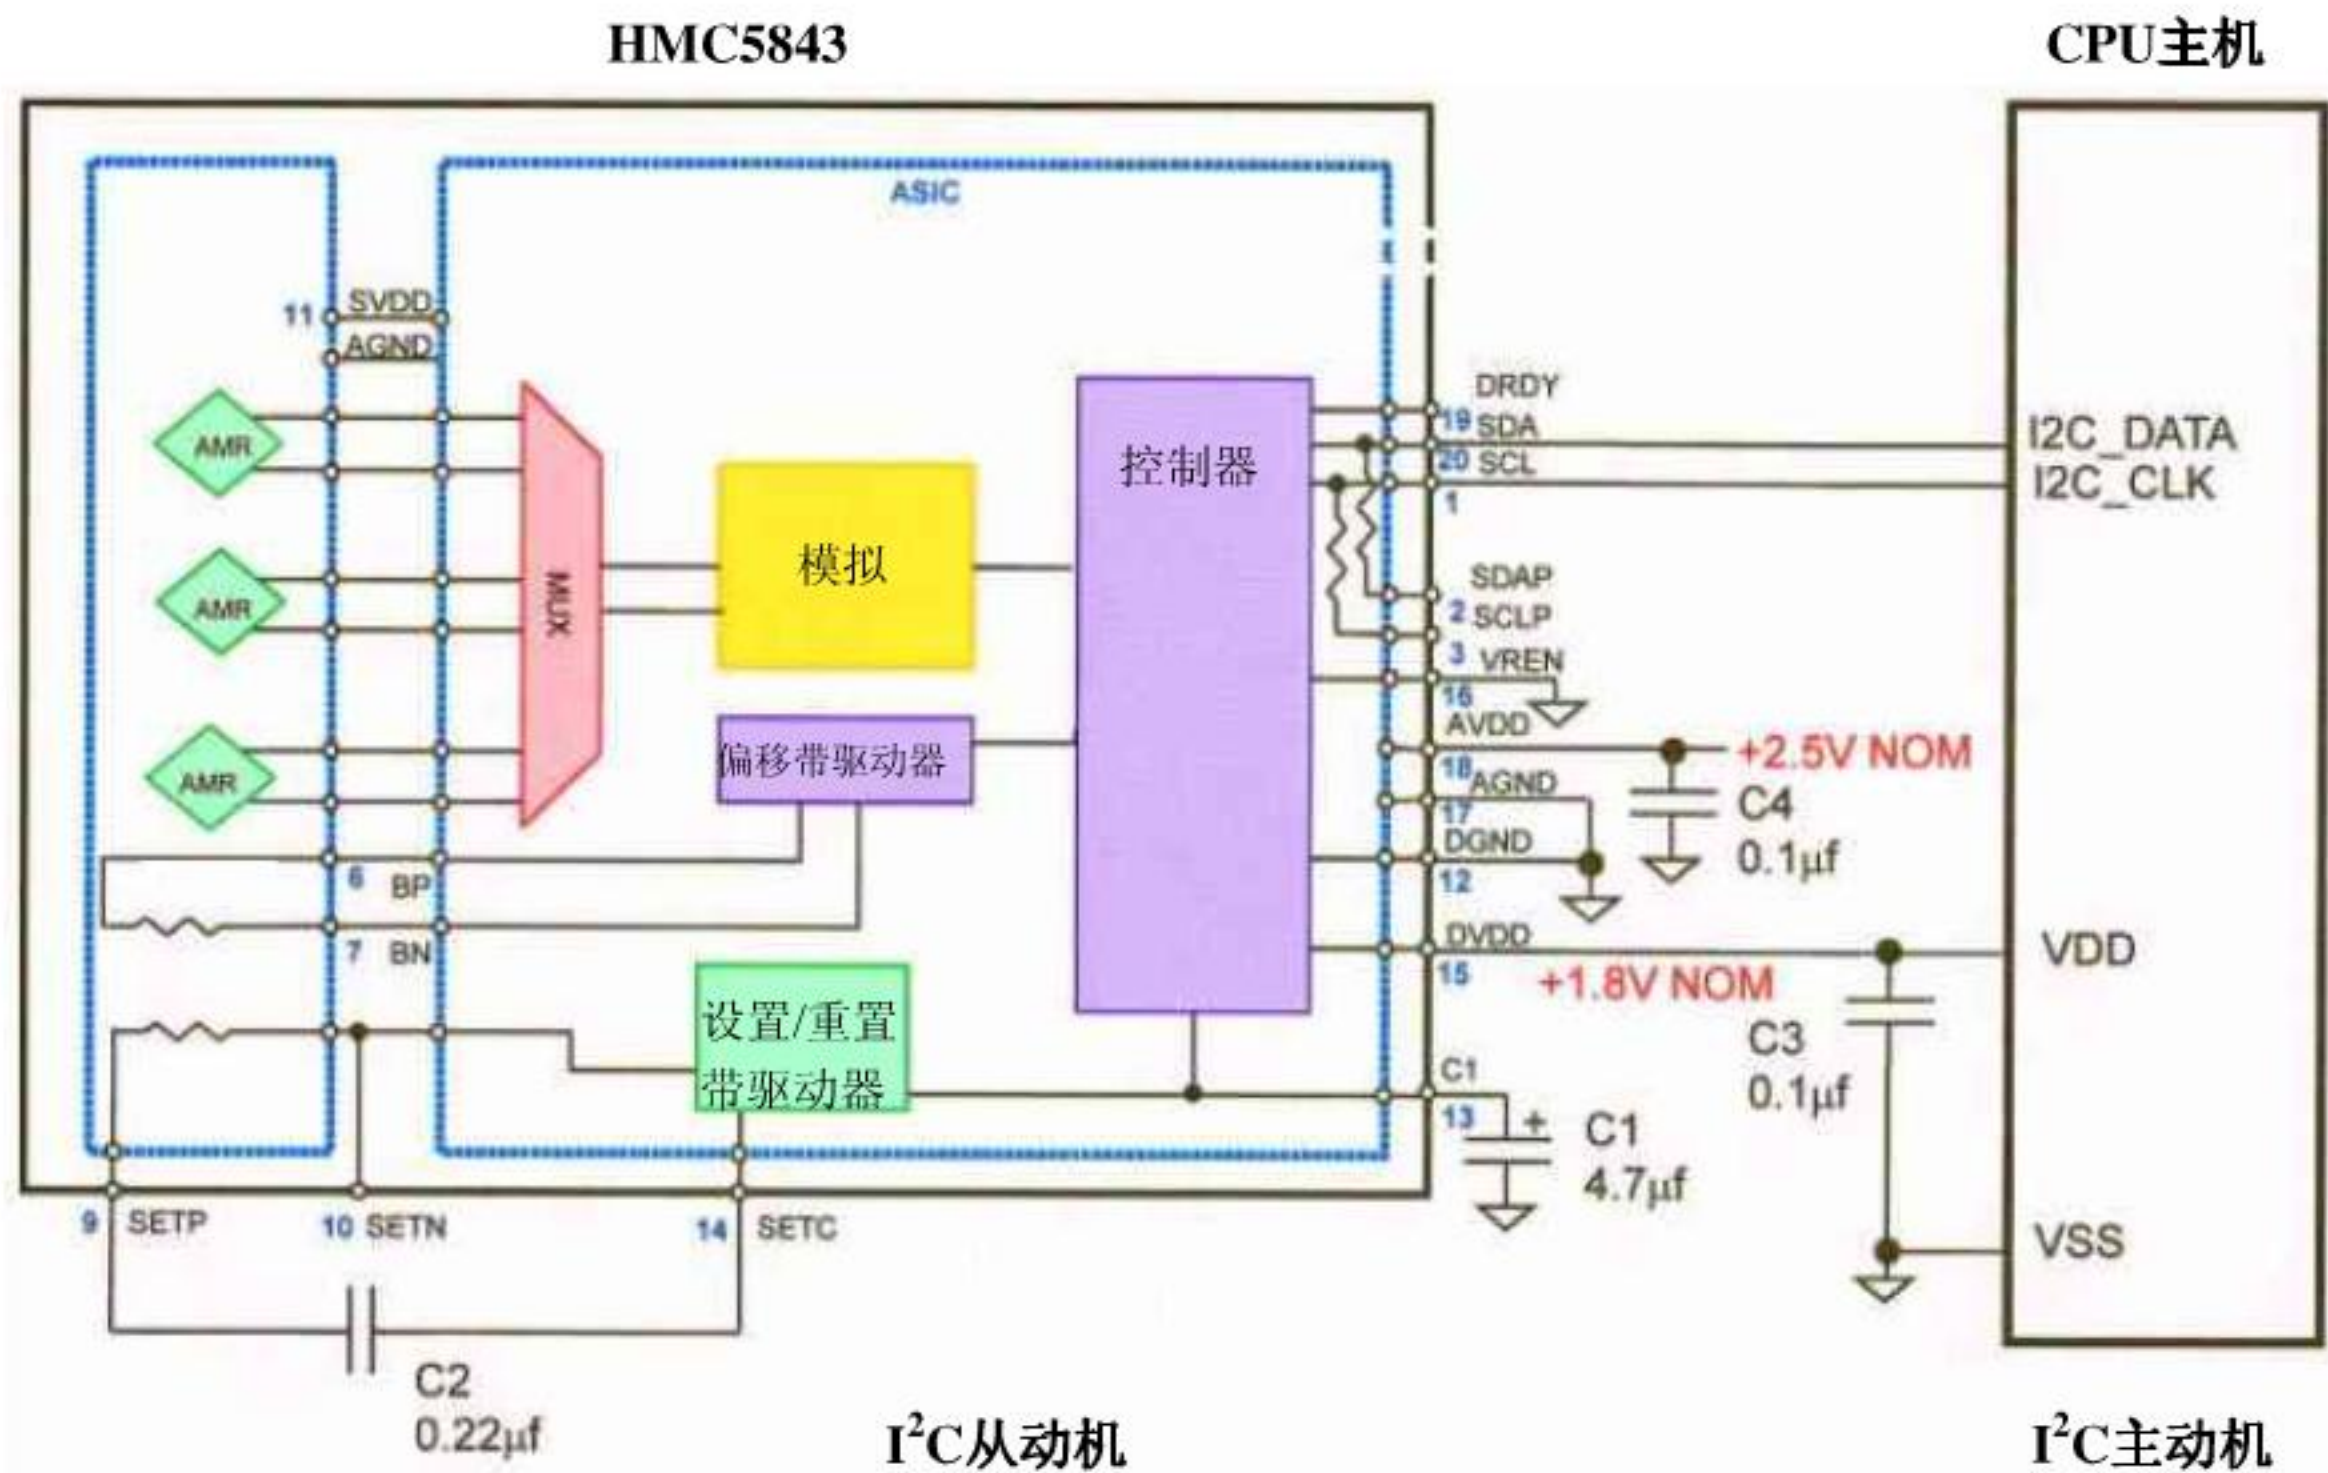 HMC5843
CPU主机
ASIC
11 SVDD
AGND
AMR
AMR
AMR
MUX
模拟
控制器
偏移带驱动器
6 BP
7 BN
设置/重置
带驱动器
DRDY
19 SDA
20 SCL
1
SDAP
2 SCLP
3 VREN
16
AVDD
18 AGND
17
DGND
12
DVDD
15
C1
13
+2.5V NOM
C4
0.1μf
+1.8V NOM
C3
0.1μf
+
C1
4.7μf
I2C_DATA
I2C_CLK
VDD
VSS
9 SETP
10 SETN
14 SETC
C2
0.22μf
I²C从动机
I²C主动机